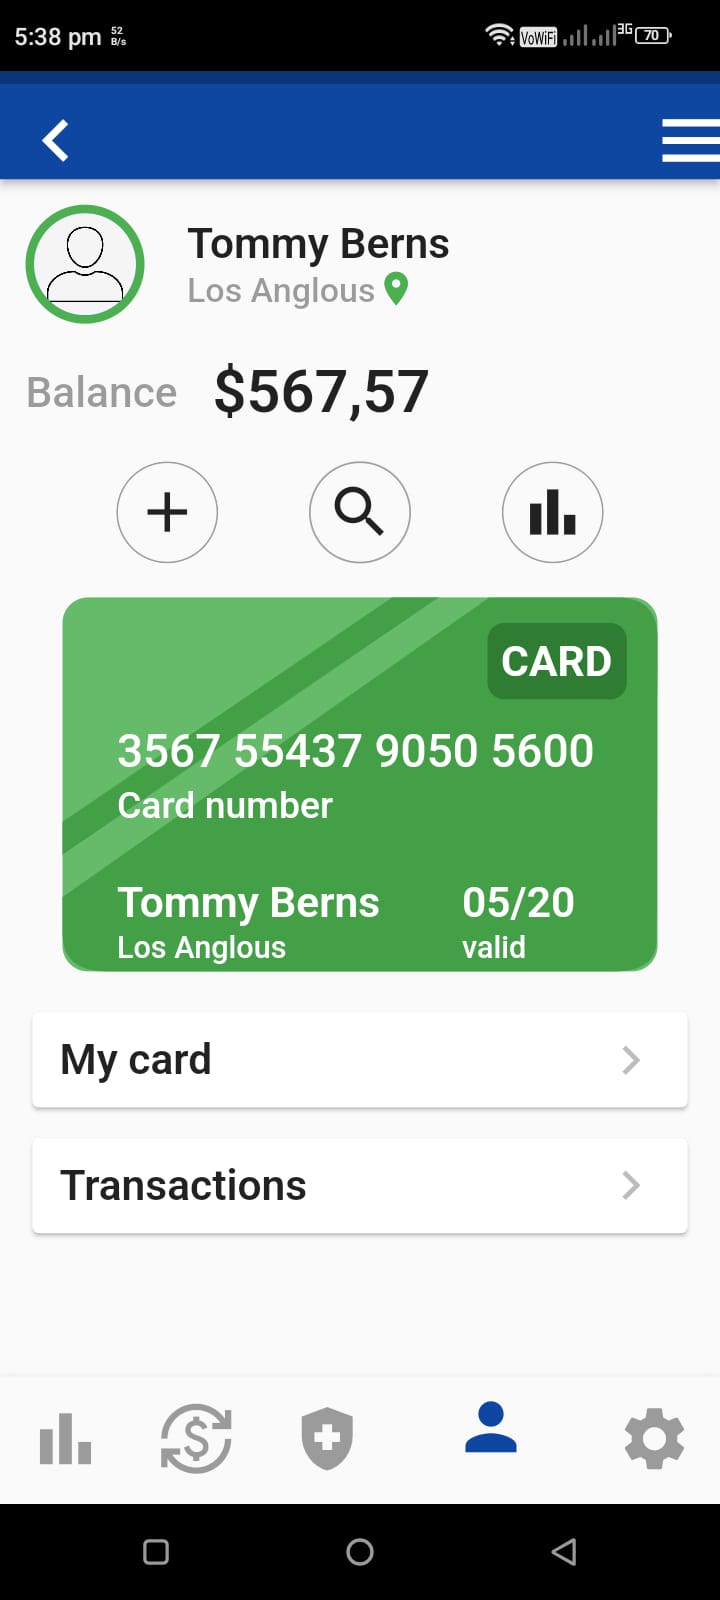 5:38 pm 52 B/s VoWiFi 3G 70
Tommy Berns
Los Anglous
Balance $567,57
CARD
3567 55437 9050 5600
Card number
Tommy Berns 05/20
Los Anglous valid
My card
Transactions